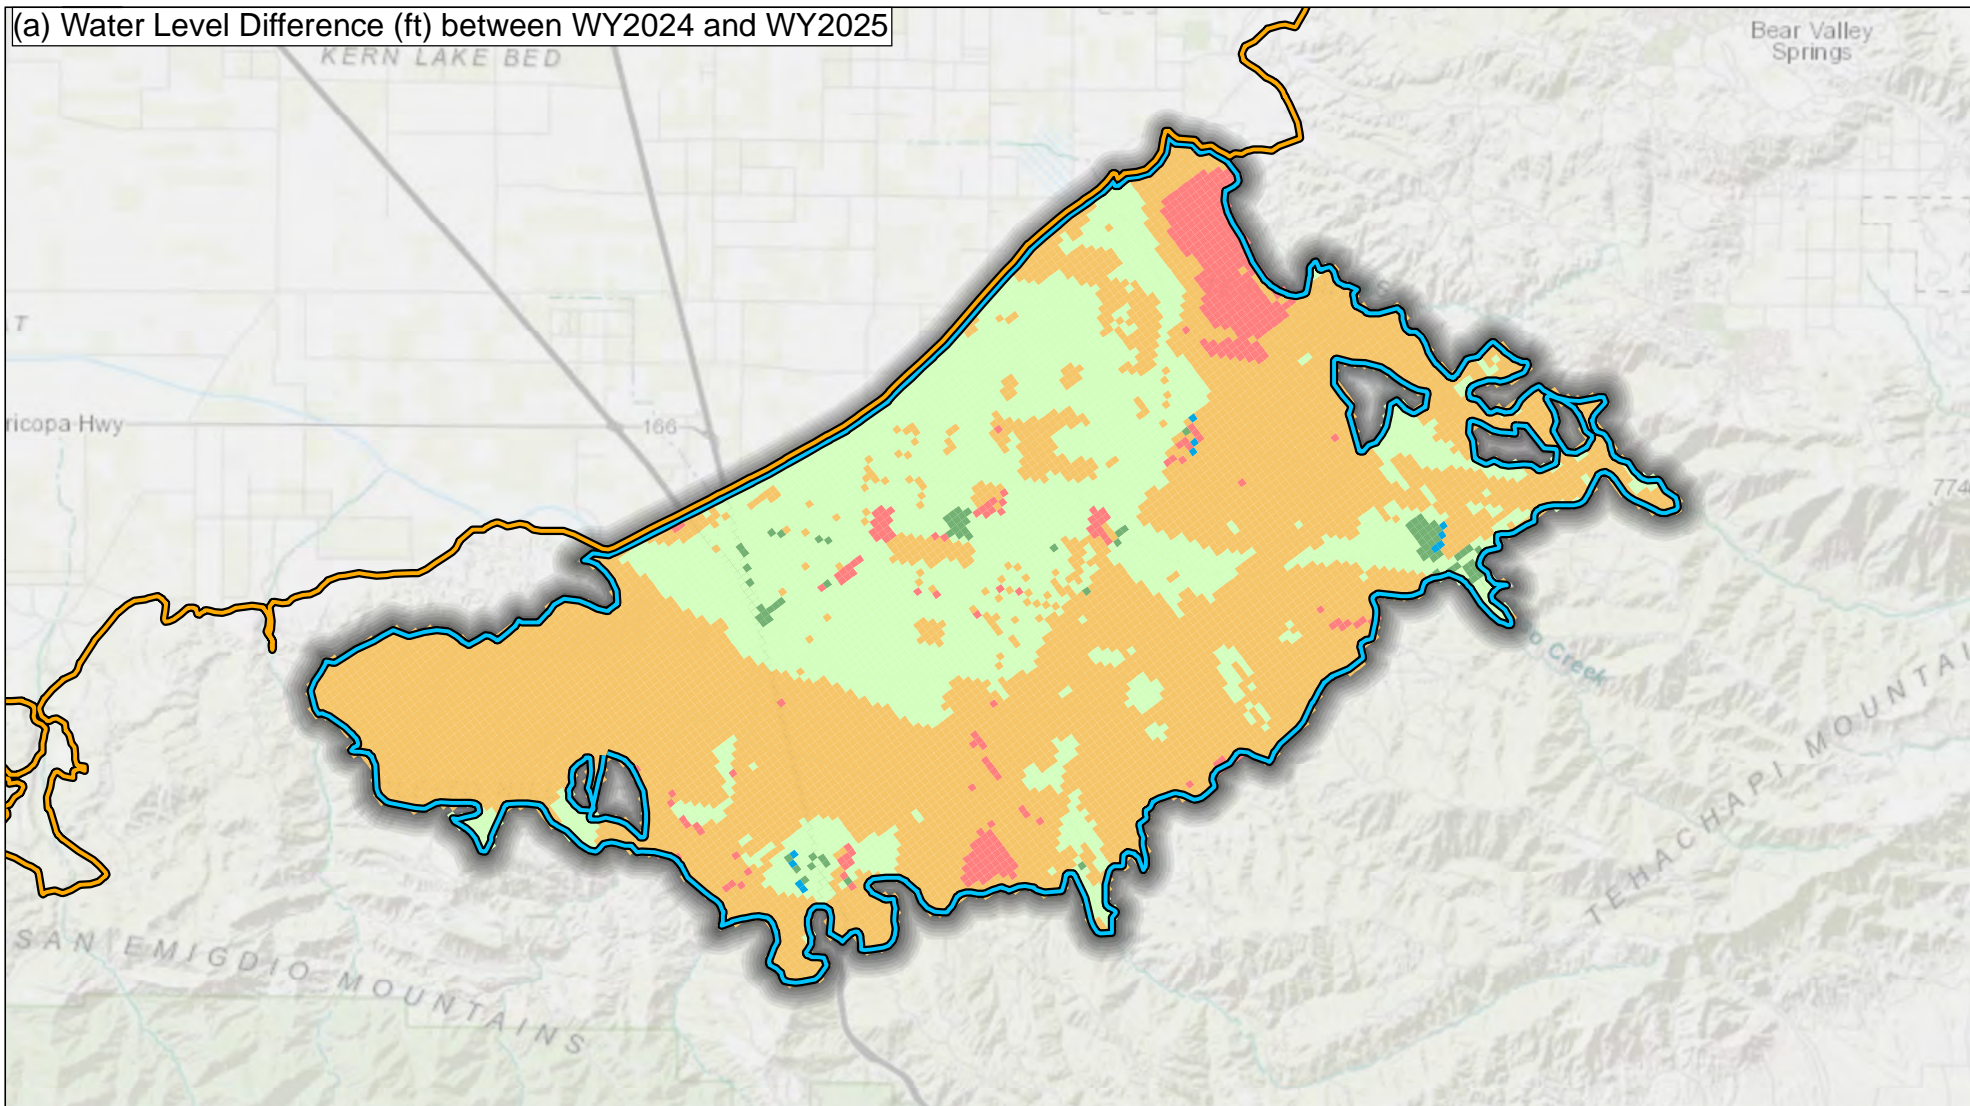 (a) Water Level Difference (ft) between WY2024 and WY2025
KERN LAKE BED
Bear Valley
Springs
ricopa Hwy
166
774
o Creek
TEHACHAPI MOUNTAI
SAN EMIGDIO MOUNTAINS